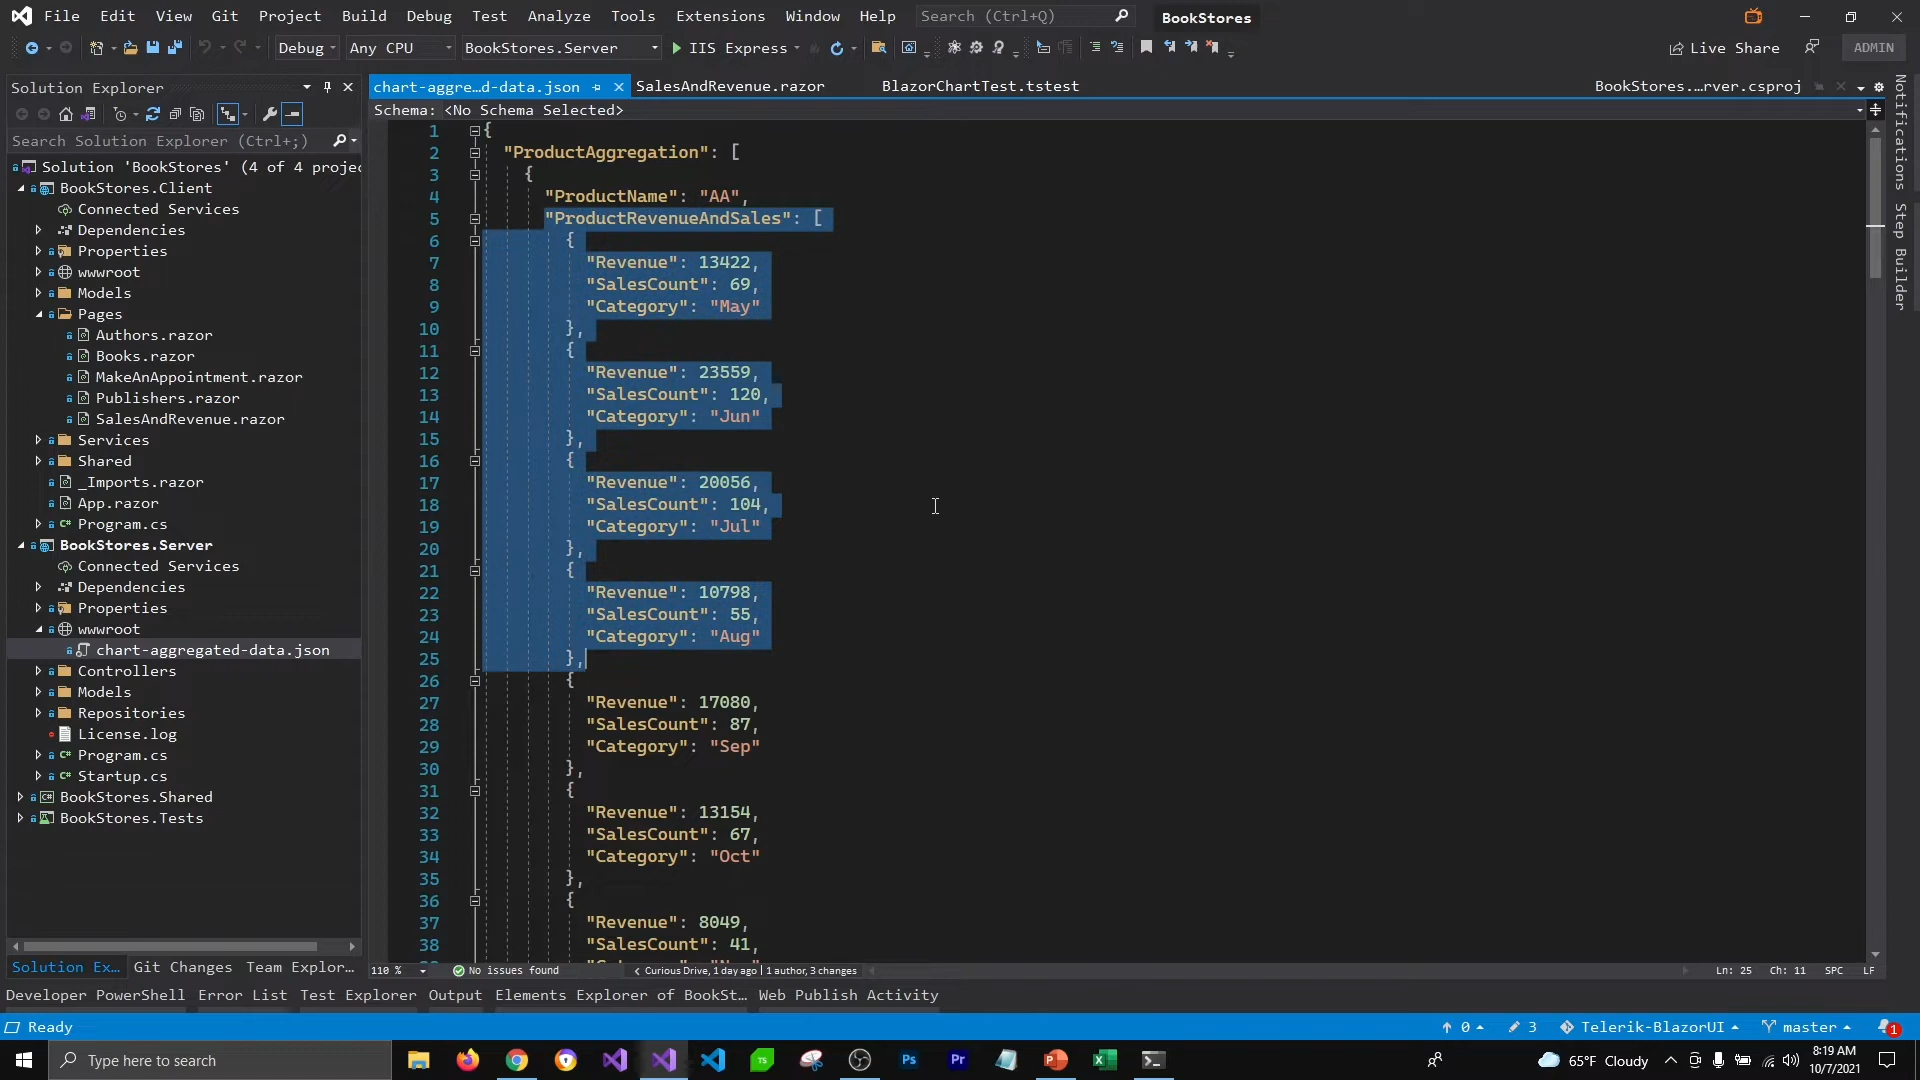 File Edit View Git Project Build Debug Test Analyze Tools Extensions Window Help Search (Ctrl+Q) BookStores
Debug Any CPU BookStores.Server IIS Express Live Share ADMIN
Solution Explorer
Search Solution Explorer (Ctrl+;)
Solution 'BookStores' (4 of 4 projec
BookStores.Client
Connected Services
Dependencies
Properties
wwwroot
Models
Pages
Authors.razor
Books.razor
MakeAnAppointment.razor
Publishers.razor
SalesAndRevenue.razor
Services
Shared
_Imports.razor
App.razor
Program.cs
BookStores.Server
Connected Services
Dependencies
Properties
wwwroot
chart-aggregated-data.json
Controllers
Models
Repositories
License.log
Program.cs
Startup.cs
BookStores.Shared
BookStores.Tests
Solution Ex... Git Changes Team Explor...
chart-aggre...d-data.json SalesAndRevenue.razor BlazorChartTest.tstest BookStores....rver.csproj
Schema: <No Schema Selected>
1 {
2 "ProductAggregation": [
3 {
4 "ProductName": "AA",
5 "ProductRevenueAndSales": [
6 {
7 "Revenue": 13422,
8 "SalesCount": 69,
9 "Category": "May"
10 },
11 {
12 "Revenue": 23559,
13 "SalesCount": 120,
14 "Category": "Jun"
15 },
16 {
17 "Revenue": 20056,
18 "SalesCount": 104,
19 "Category": "Jul"
20 },
21 {
22 "Revenue": 10798,
23 "SalesCount": 55,
24 "Category": "Aug"
25 },
26 {
27 "Revenue": 17080,
28 "SalesCount": 87,
29 "Category": "Sep"
30 },
31 {
32 "Revenue": 13154,
33 "SalesCount": 67,
34 "Category": "Oct"
35 },
36 {
37 "Revenue": 8049,
38 "SalesCount": 41,
110 % No issues found Curious Drive, 1 day ago | 1 author, 3 changes Ln: 25 Ch: 11 SPC LF
Notifications
Step Builder
Developer PowerShell Error List Test Explorer Output Elements Explorer of BookSt... Web Publish Activity
Ready 0 3 Telerik-BlazorUI master 1
Type here to search TS Ps Pr 65°F Cloudy 8:19 AM
10/7/2021